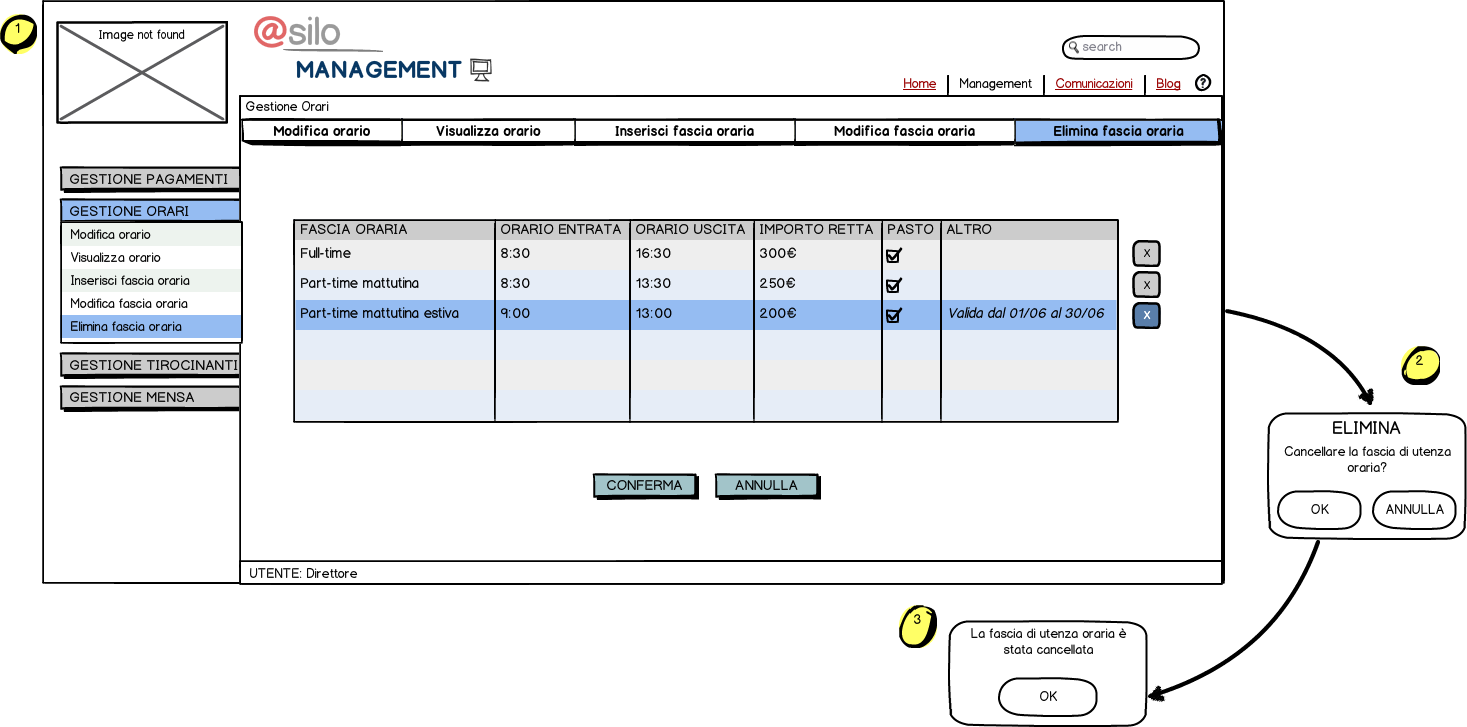 1
Image not found
@silo
MANAGEMENT
search
Home Management Comunicazioni Blog ?
Gestione Orari
Modifica orario Visualizza orario Inserisci fascia oraria Modifica fascia oraria Elimina fascia oraria
GESTIONE PAGAMENTI
GESTIONE ORARI
Modifica orario
Visualizza orario
Inserisci fascia oraria
Modifica fascia oraria
Elimina fascia oraria
GESTIONE TIROCINANTI
GESTIONE MENSA
FASCIA ORARIA ORARIO ENTRATA ORARIO USCITA IMPORTO RETTA PASTO ALTRO
Full-time 8:30 16:30 300€ X
Part-time mattutina 8:30 13:30 250€ X
Part-time mattutina estiva 9:00 13:00 200€ Valida dal 01/06 al 30/06 X
CONFERMA ANNULLA
UTENTE: Direttore
2
ELIMINA
Cancellare la fascia di utenza
oraria?
OK ANNULLA
3
La fascia di utenza oraria è
stata cancellata
OK